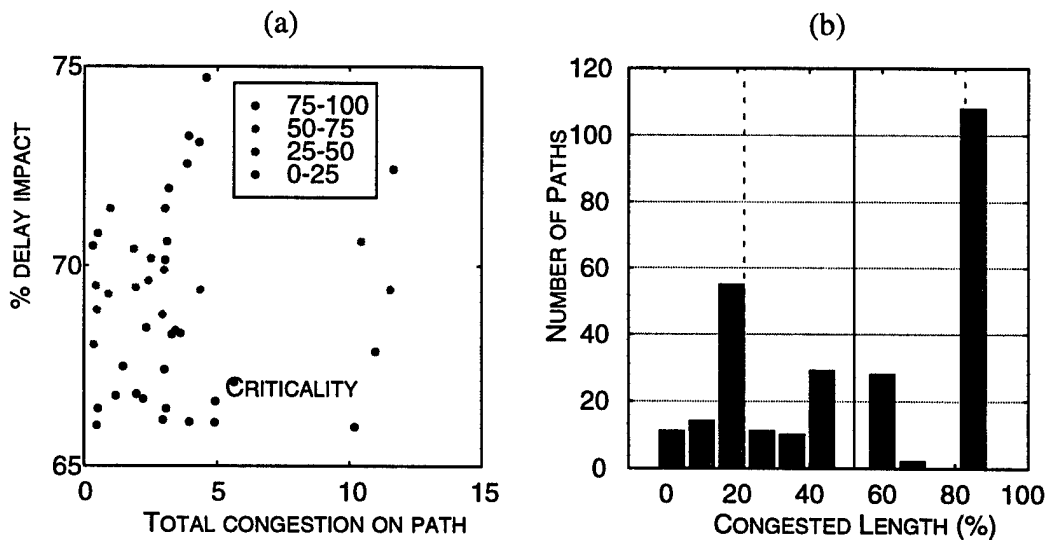 (a)
75
70
65
% DELAY IMPACT
75-100
50-75
25-50
0-25
CRITICALITY
0 5 10 15
TOTAL CONGESTION ON PATH
(b)
120
100
80
60
40
20
0
NUMBER OF PATHS
0 20 40 60 80 100
CONGESTED LENGTH (%)